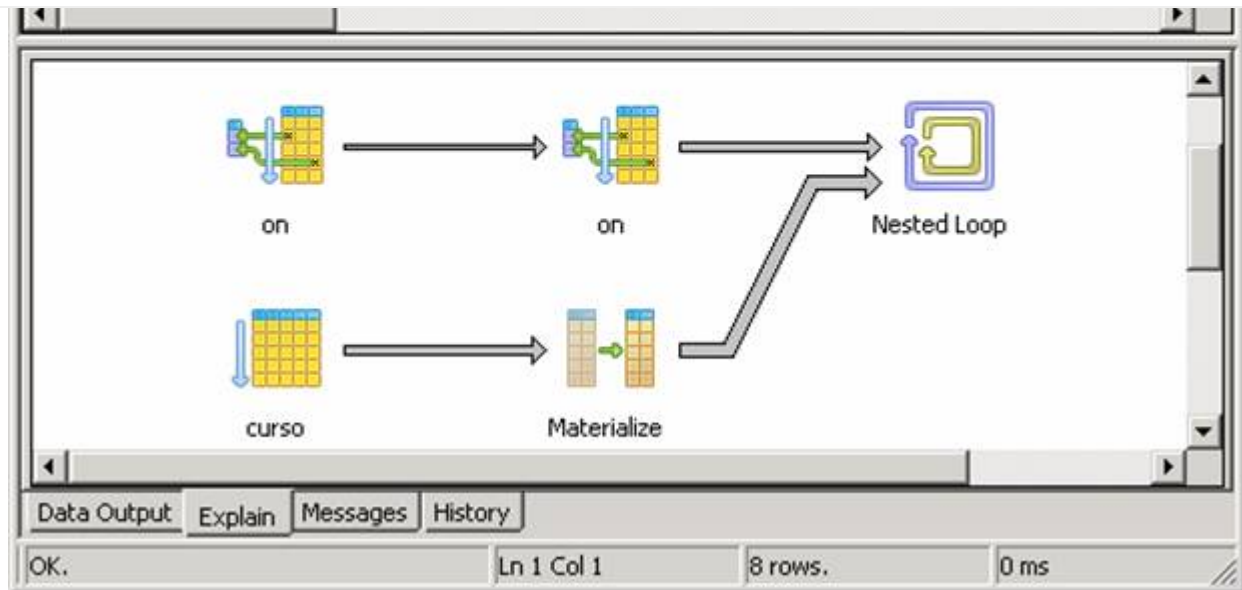 on
on
Nested Loop
curso
Materialize
Data Output
Explain
Messages
History
OK.
Ln 1 Col 1
8 rows.
0 ms